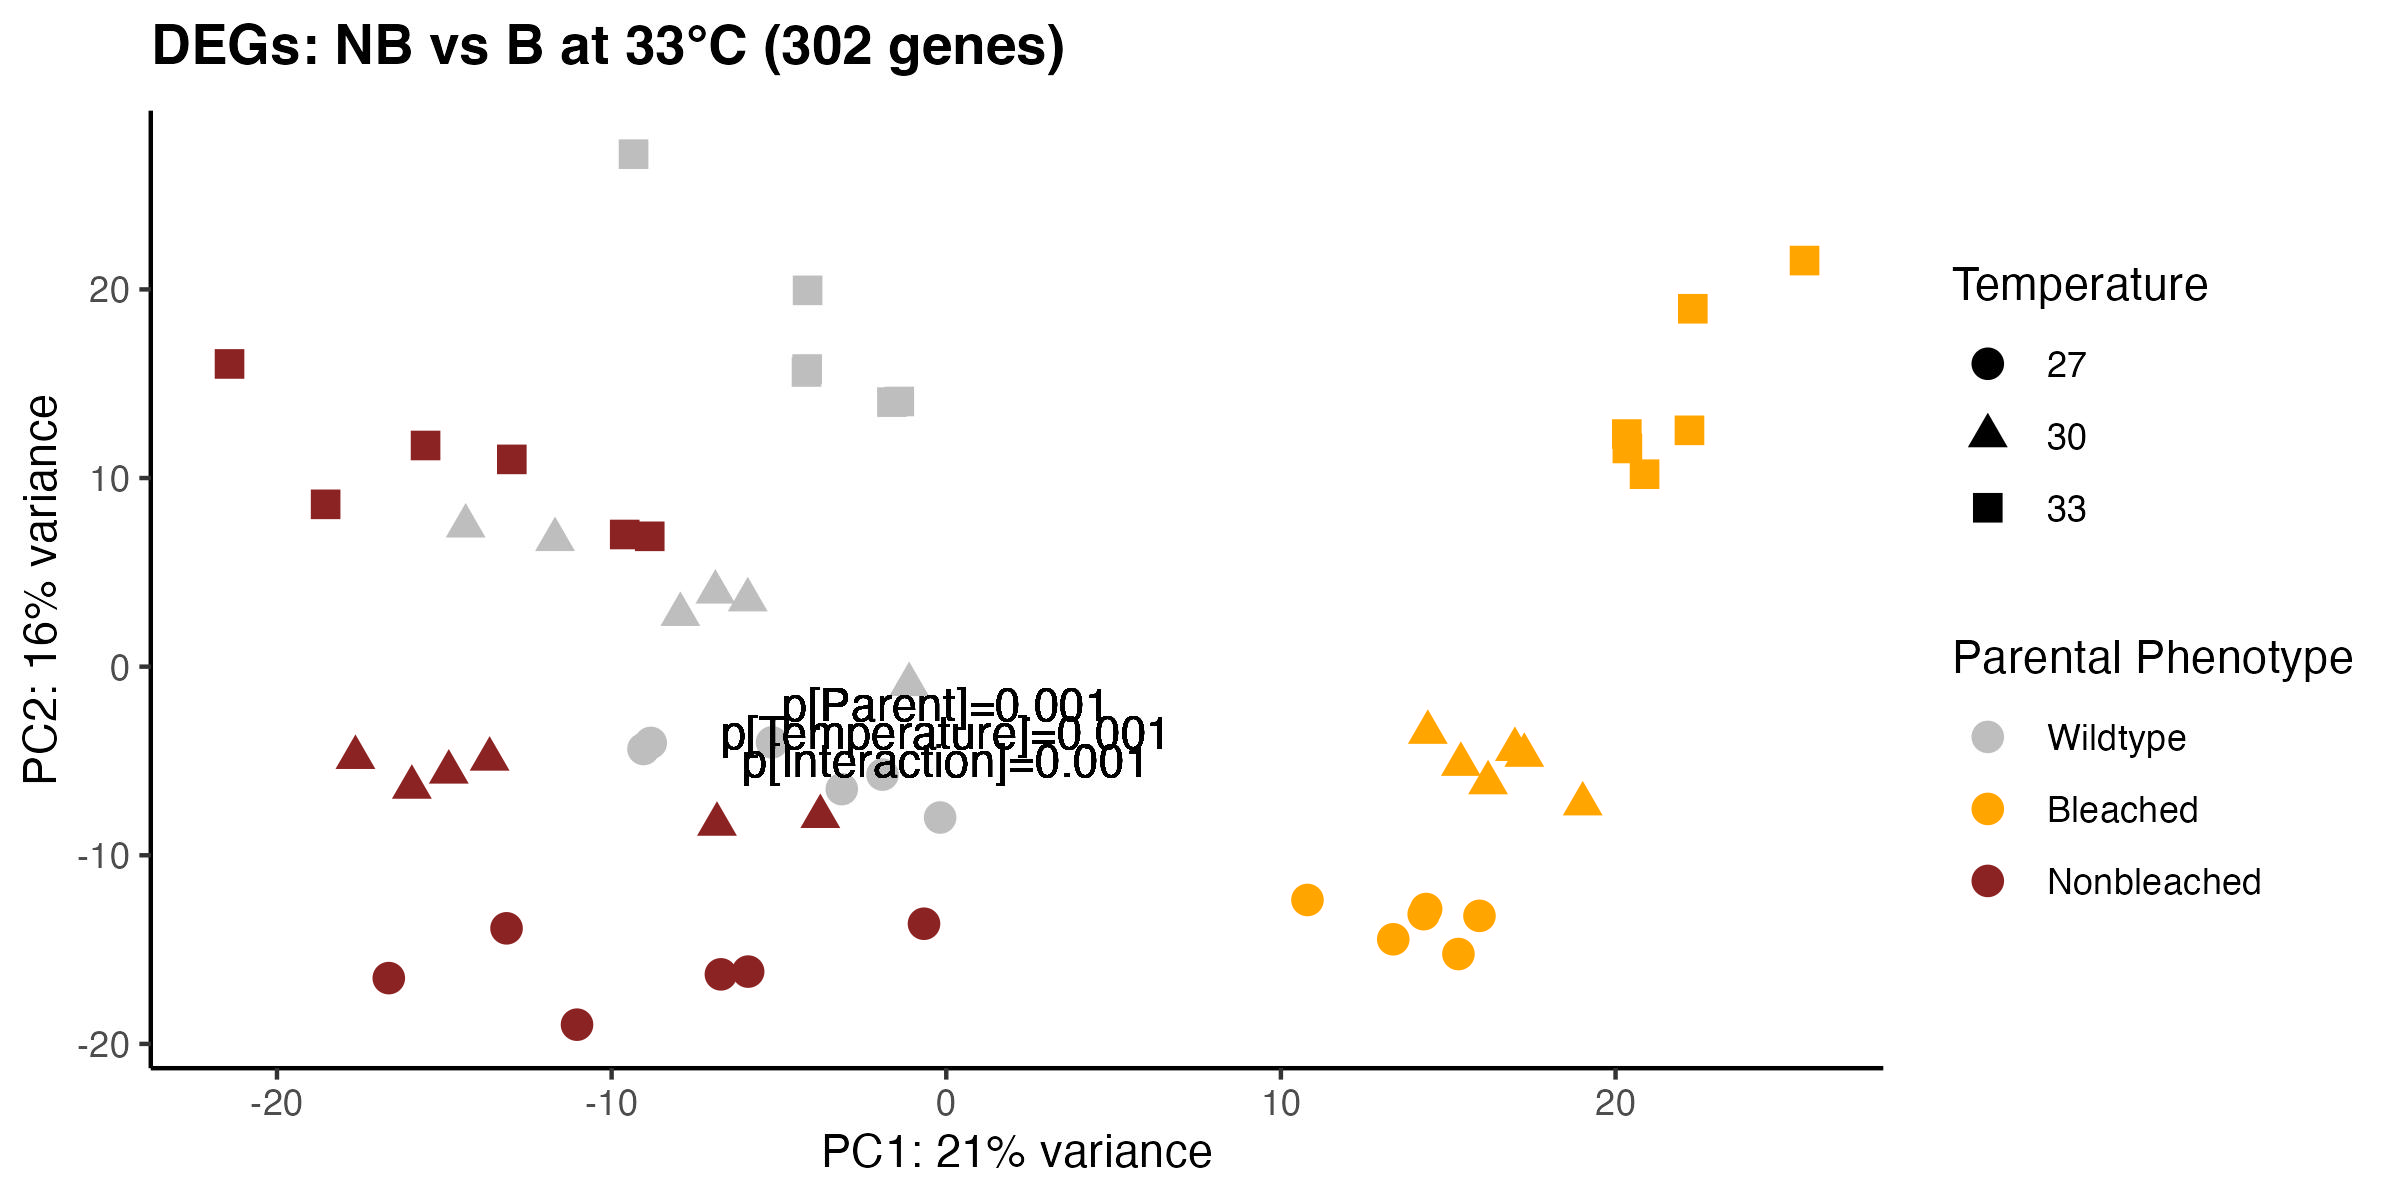 DEGs: NB vs B at 33°C (302 genes)
PC2: 16% variance
20
10
0
-10
-20
p[Parent]=0.001
p[Temperature]=0.001
p[Interaction]=0.001
-20
-10
0
10
20
PC1: 21% variance
Temperature
27
30
33
Parental Phenotype
Wildtype
Bleached
Nonbleached